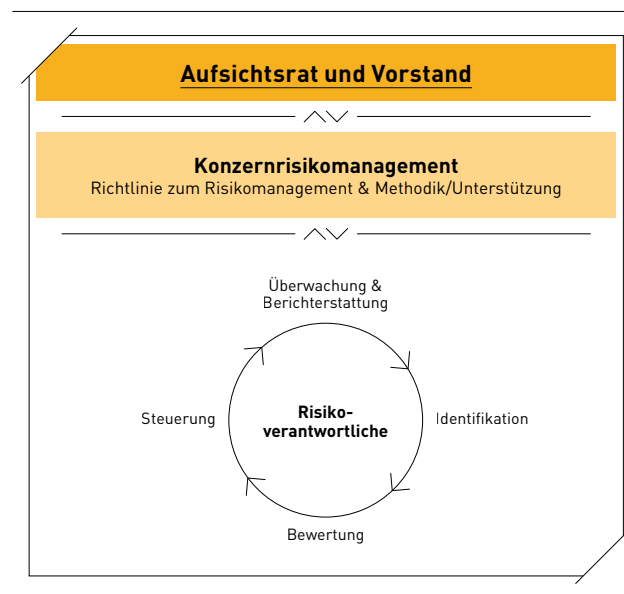 Aufsichtsrat und Vorstand
Konzernrisikomanagement
Richtlinie zum Risikomanagement & Methodik/Unterstützung
Überwachung &
Berichterstattung
Steuerung
Risiko-
verantwortliche
Identifikation
Bewertung